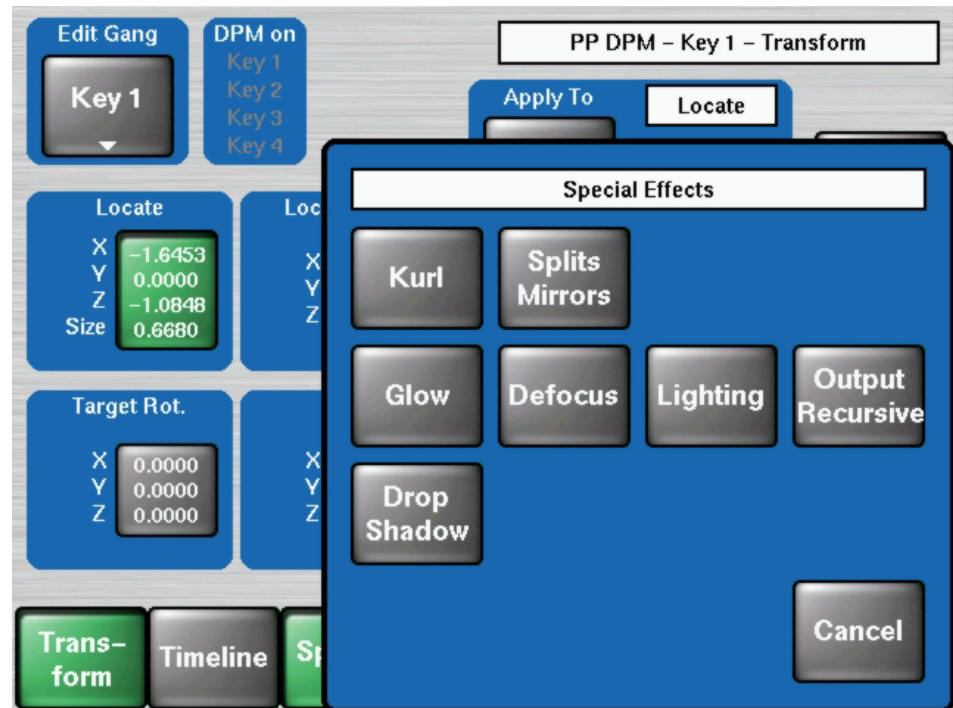 Edit Gang
Key 1
DPM on
Key 1
Key 2
Key 3
Key 4
PP DPM – Key 1 – Transform
Apply To
Locate
Locate
X
Y
Z
Size
-1.6453
0.0000
-1.0848
0.6680
Loc
X
Y
Z
Target Rot.
X
Y
Z
0.0000
0.0000
0.0000
X
Y
Z
Special Effects
Kurl
Splits
Mirrors
Glow
Defocus
Lighting
Output
Recursive
Drop
Shadow
Cancel
Trans-
form
Timeline